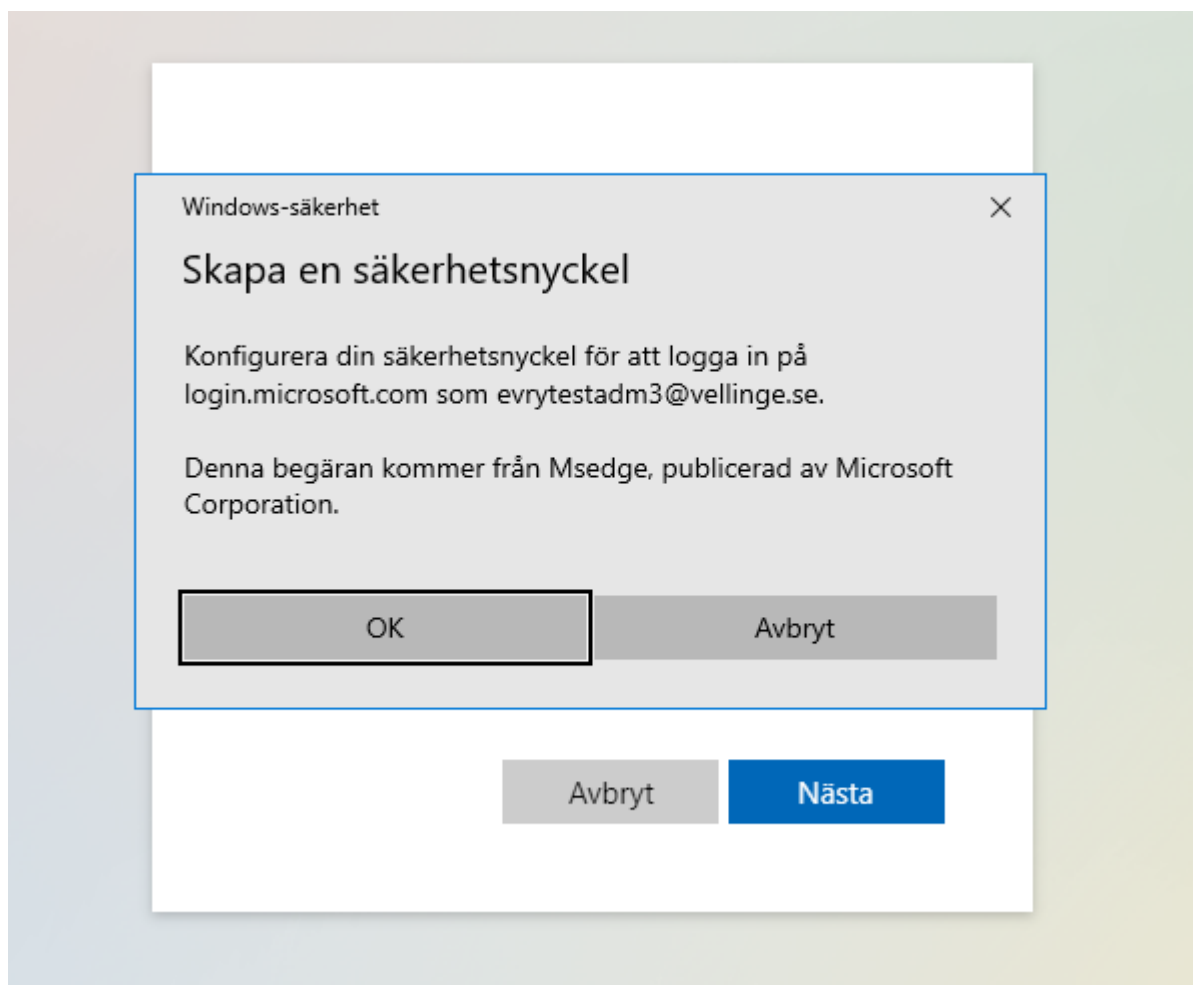 Windows-säkerhet
Skapa en säkerhetsnyckel
Konfigurera din säkerhetsnyckel för att logga in på
login.microsoft.com som evrytestadm3@vellinge.se.
Denna begäran kommer från Msedge, publicerad av Microsoft
Corporation.
OK
Avbryt
Avbryt
Nästa